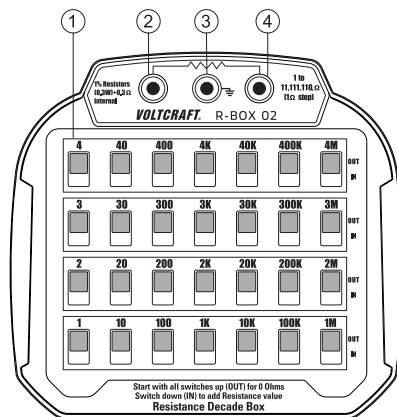 1 2 3 4
1% Resistors
(0,3W)+0,3Ω
Internal
1 to
11,111,110,Ω
(1Ω step)
VOLTCRAFT R-BOX 02
4 40 400 4K 40K 400K 4M
OUT
IN
3 30 300 3K 30K 300K 3M
OUT
IN
2 20 200 2K 20K 200K 2M
OUT
IN
1 10 100 1K 10K 100K 1M
OUT
IN
Start with all switches up (OUT) for 0 Ohms
Switch down (IN) to add Resistance value
Resistance Decade Box